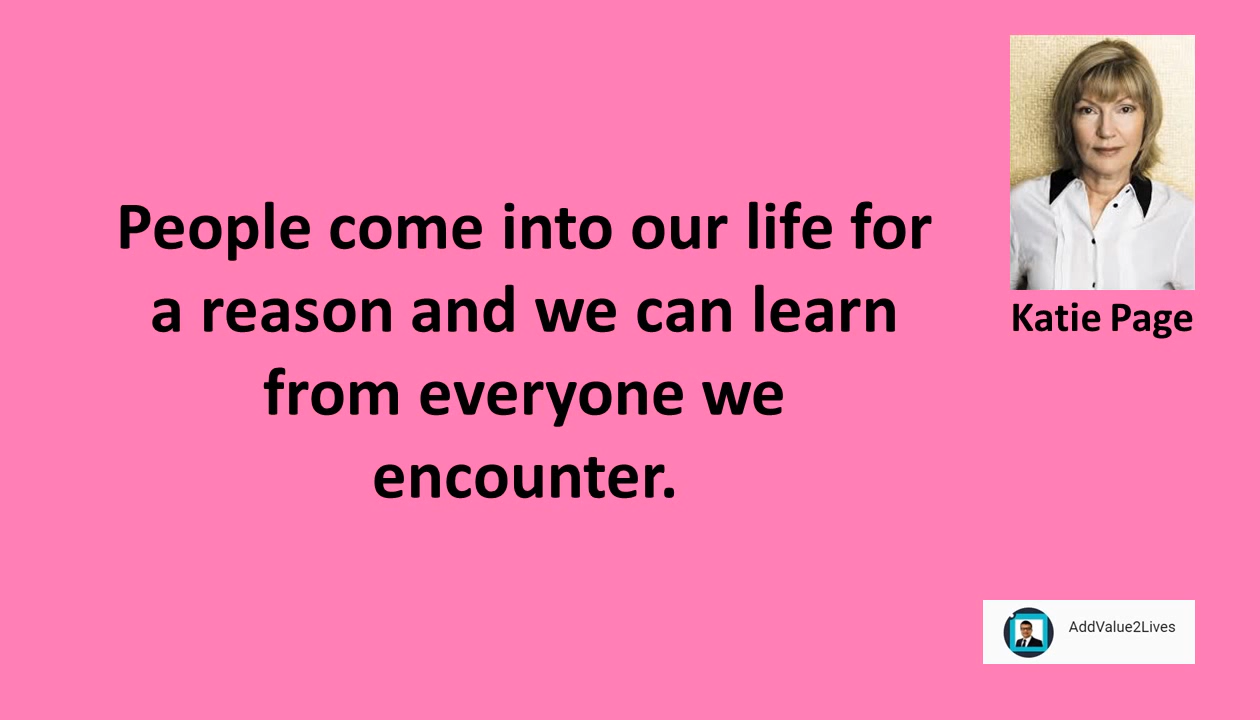 People come into our life for
a reason and we can learn
from everyone we
encounter.
Katie Page
AddValue2Lives